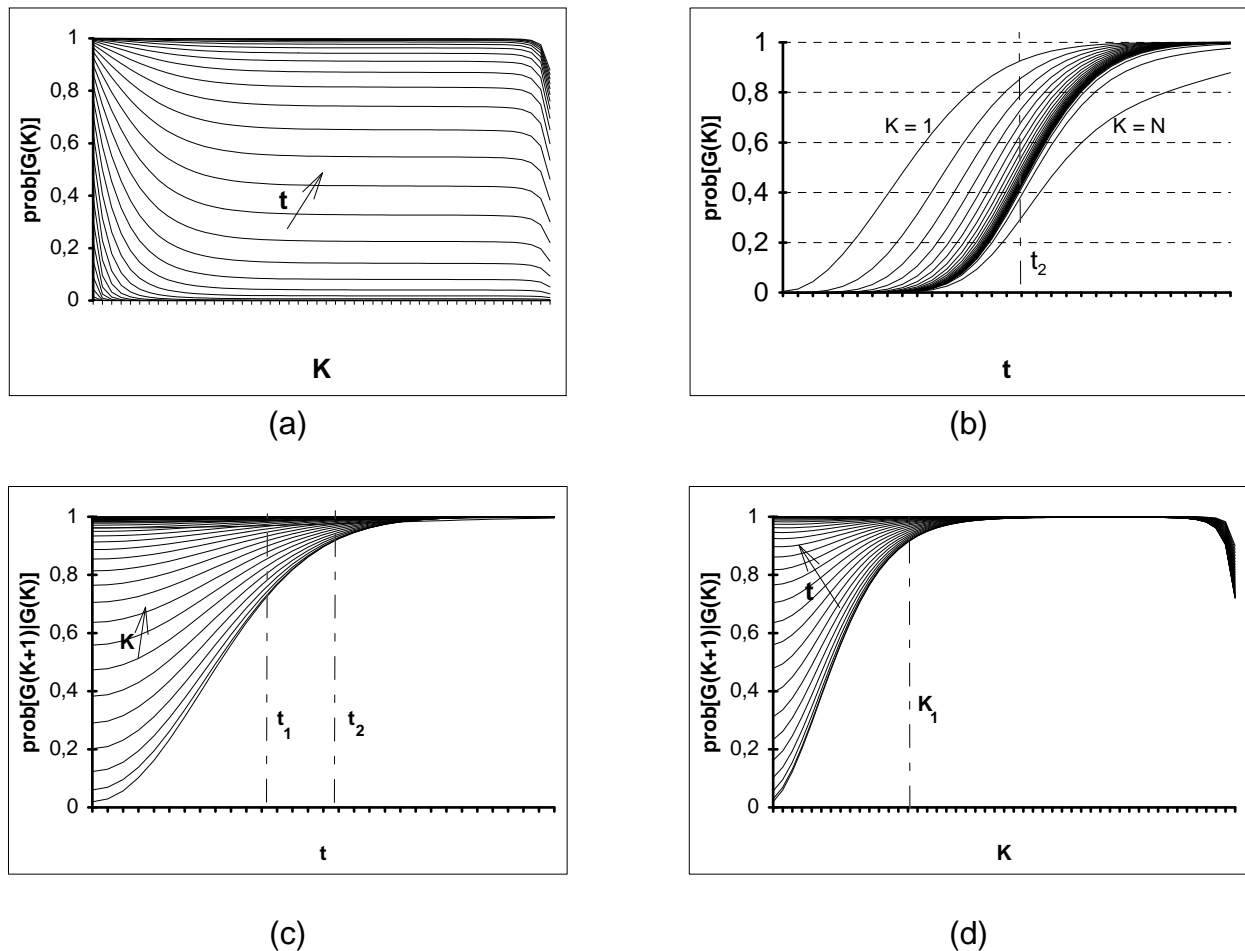 prob[G(K)]
1
0,8
0,6
0,4
0,2
0
t
K
(a)
prob[G(K)]
1
0,8
0,6
0,4
0,2
0
K = 1
K = N
t2
t
(b)
prob[G(K+1)|G(K)]
1
0,8
0,6
0,4
0,2
0
K
t1
t2
t
(c)
prob[G(K+1)|G(K)]
1
0,8
0,6
0,4
0,2
0
t
K1
K
(d)